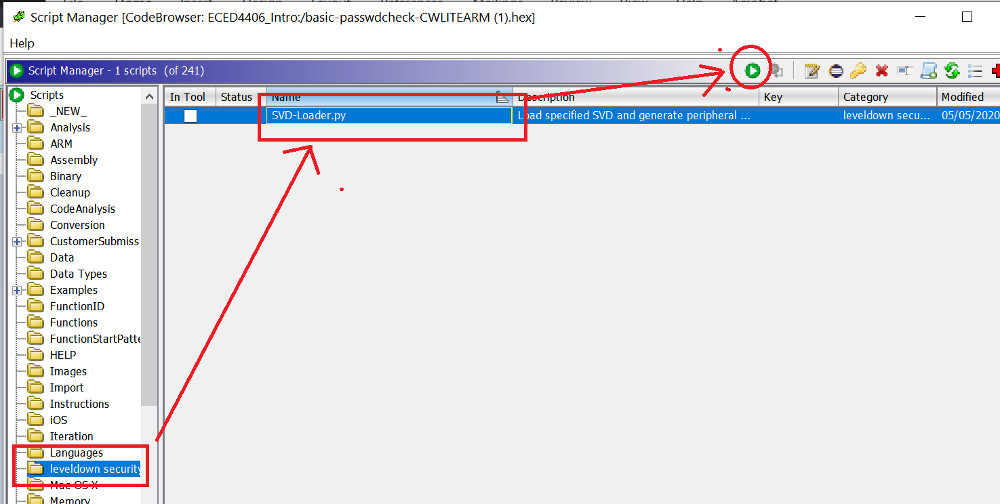 Script Manager [CodeBrowser: ECED4406_Intro:/basic-passwdcheck-CWLITEARM (1).hex]
Help
Script Manager - 1 scripts (of 241)
Scripts
_NEW_
Analysis
ARM
Assembly
Binary
Cleanup
CodeAnalysis
Conversion
CustomerSubmiss
Data
Data Types
Examples
FunctionID
Functions
FunctionStartPatte
HELP
Images
Import
Instructions
iOS
Iteration
Languages
leveldown security
Mac OS X
Memory
In Tool Status Name Description Key Category Modified
SVD-Loader.py Load specified SVD and generate peripheral ... leveldown secu... 05/05/2020